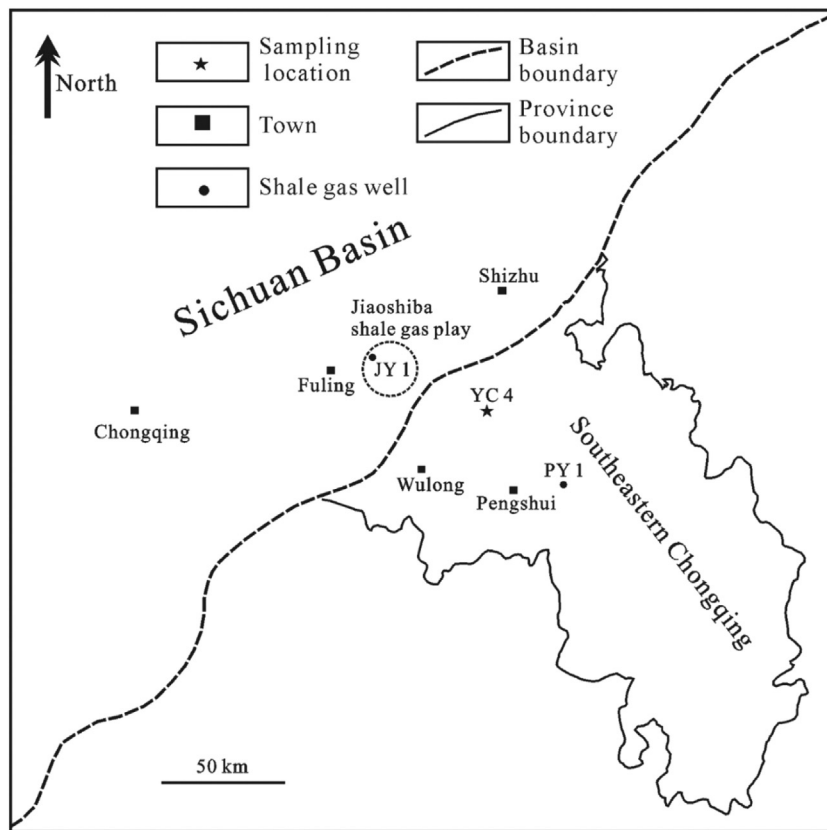 North
Sampling
location
Town
Shale gas well
Basin
boundary
Province
boundary
Sichuan Basin
Shizhu
Jiaoshiba
shale gas play
JY 1
Fuling
Chongqing
YC 4
Wulong
Pengshui
PY 1
Southeastern Chongqing
50 km